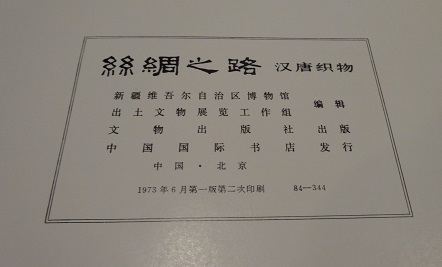 絲綢之路 汉唐织物
新疆维吾尔自治区博物馆
出土文物展览工作组 编辑
文物出版社出版
中国国际书店发行
中国·北京
1973年6月第一版第二次印刷 84—344